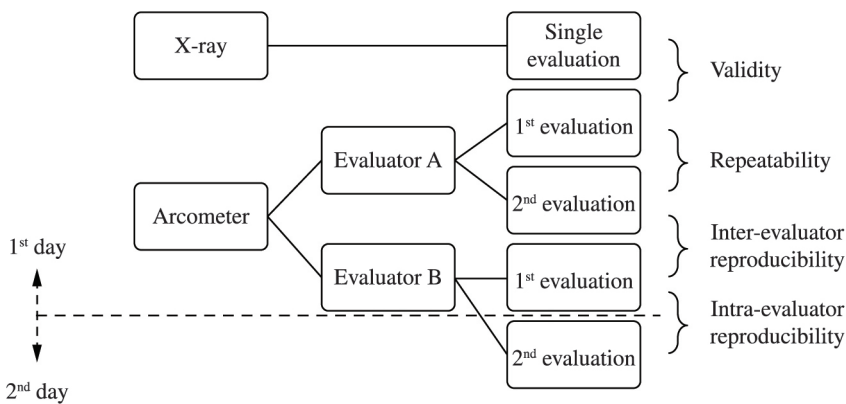 X-ray
Single
evaluation
Validity
1st evaluation
Evaluator A
Repeatability
2nd evaluation
Arcometer
Inter-evaluator
reproducibility
1st day
Evaluator B
1st evaluation
Intra-evaluator
reproducibility
2nd evaluation
2nd day